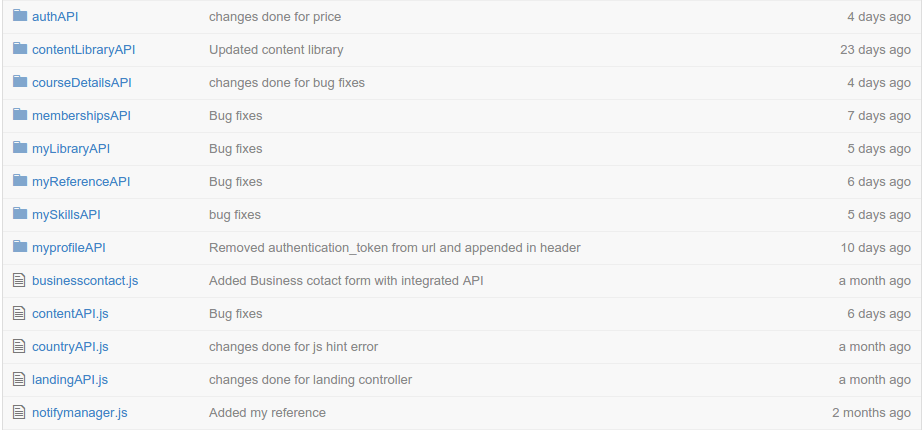 authAPI changes done for price 4 days ago
contentLibraryAPI Updated content library 23 days ago
courseDetailsAPI changes done for bug fixes 4 days ago
membershipsAPI Bug fixes 7 days ago
myLibraryAPI Bug fixes 5 days ago
myReferenceAPI Bug fixes 6 days ago
mySkillsAPI bug fixes 5 days ago
myprofileAPI Removed authentication_token from url and appended in header 10 days ago
businesscontact.js Added Business cotact form with integrated API a month ago
contentAPI.js Bug fixes 6 days ago
countryAPI.js changes done for js hint error a month ago
landingAPI.js changes done for landing controller a month ago
notifymanager.js Added my reference 2 months ago